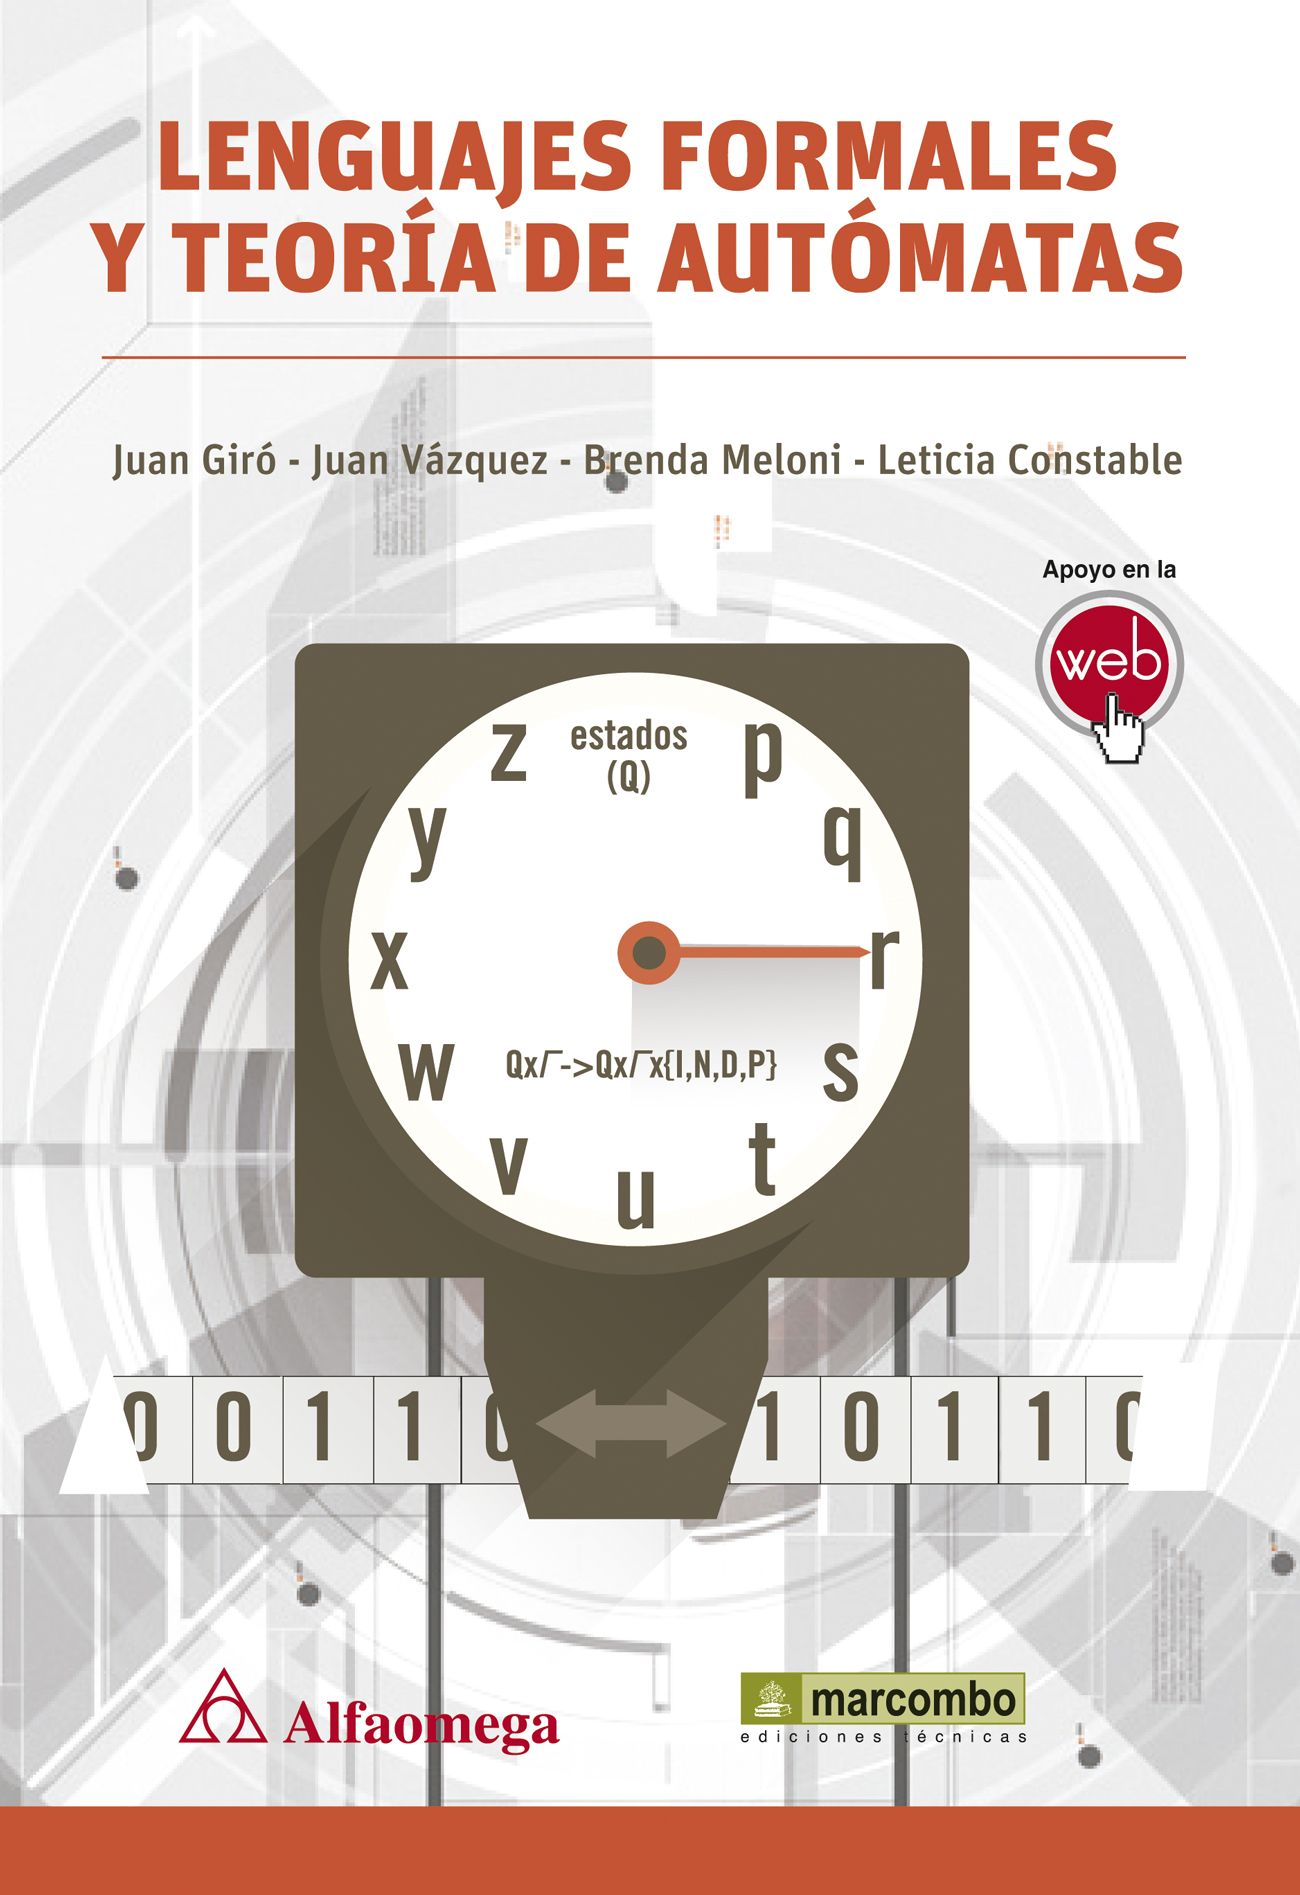 LENGUAJES FORMALES
Y TEORÍA DE AUTÓMATAS
Juan Giró - Juan Vázquez - Brenda Meloni - Leticia Constable
Apoyo en la
web
estados
(Q)
z
p
y
q
x
r
w
Qx/‾->Qx/‾x{I,N,D,P}
s
v
t
u
0 0 1 1 0 1 0 1 1 0
Alfaomega
marcombo
ediciones técnicas